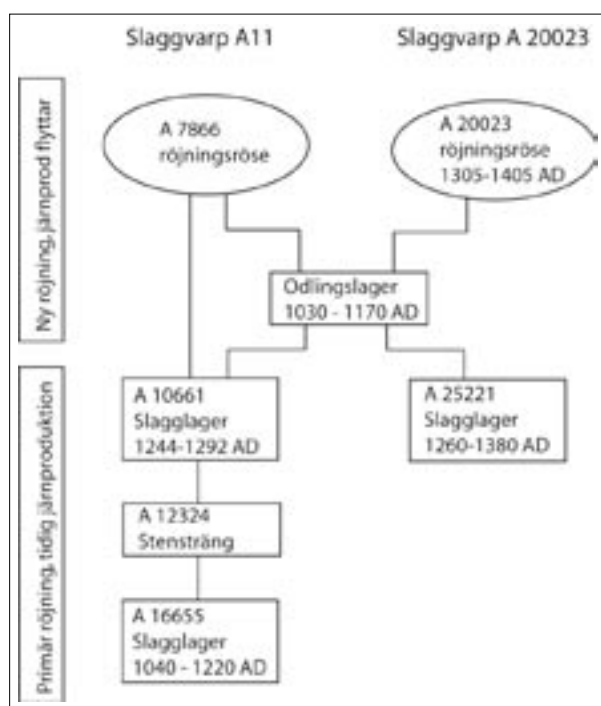 Slaggvarp A11
Slaggvarp A 20023
Ny röjning, järnprod flyttar
A 7866
röjningsröse
A 20023
röjningsröse
1305-1405 AD
Odlingslager
1030 - 1170 AD
Primär röjning, tidig järnproduktion
A 10661
Slagglager
1244-1292 AD
A 25221
Slagglager
1260-1380 AD
A 12324
Stensträng
A 16655
Slagglager
1040 - 1220 AD